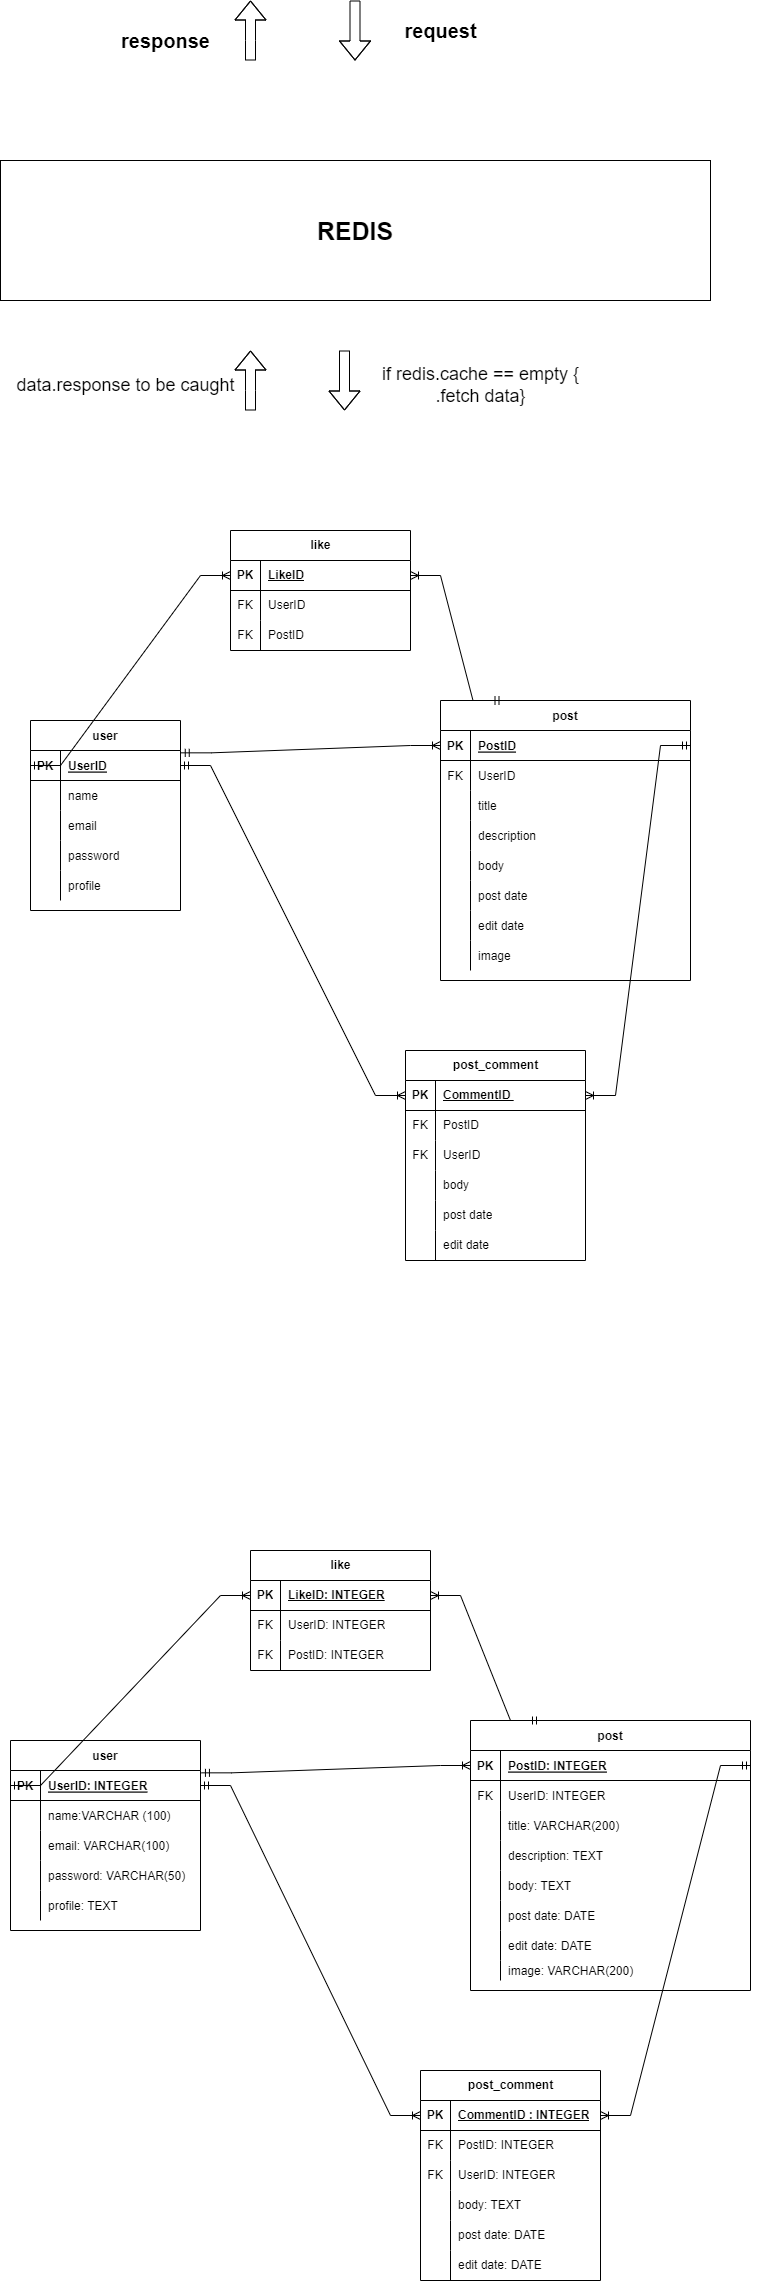 response
request
REDIS
data.response to be caught
if redis.cache == empty {
.fetch data}
like
PK LikeID
FK UserID
FK PostID
user
PK UserID
name
email
password
profile
post
PK PostID
FK UserID
title
description
body
post date
edit date
image
post_comment
PK CommentID
FK PostID
FK UserID
body
post date
edit date
like
PK LikeID: INTEGER
FK UserID: INTEGER
FK PostID: INTEGER
user
PK UserID: INTEGER
name:VARCHAR (100)
email: VARCHAR(100)
password: VARCHAR(50)
profile: TEXT
post
PK PostID: INTEGER
FK UserID: INTEGER
title: VARCHAR(200)
description: TEXT
body: TEXT
post date: DATE
edit date: DATE
image: VARCHAR(200)
post_comment
PK CommentID : INTEGER
FK PostID: INTEGER
FK UserID: INTEGER
body: TEXT
post date: DATE
edit date: DATE